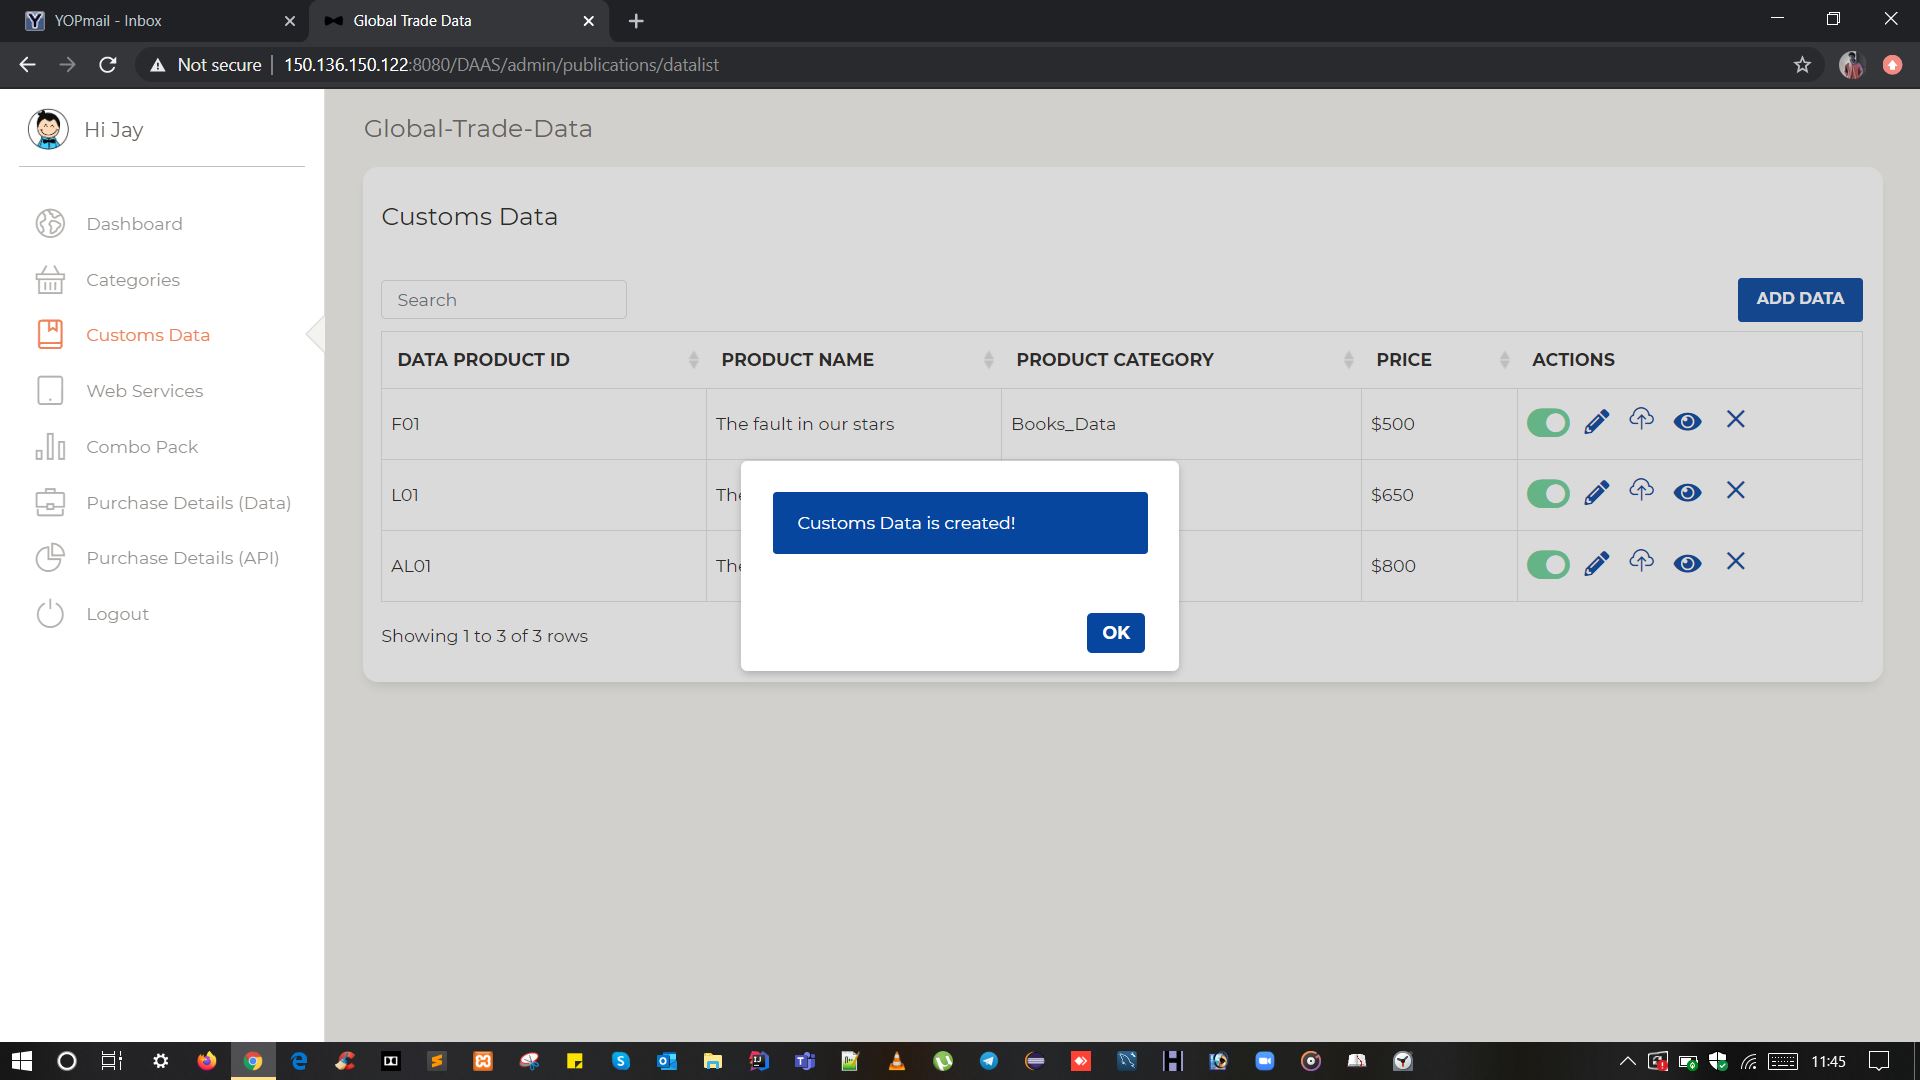 YOPmail - Inbox
Global Trade Data
Not secure
150.136.150.122:8080/DAAS/admin/publications/datalist
Hi Jay
Dashboard
Categories
Customs Data
Web Services
Combo Pack
Purchase Details (Data)
Purchase Details (API)
Logout
Global-Trade-Data
Customs Data
Search
ADD DATA
DATA PRODUCT ID PRODUCT NAME PRODUCT CATEGORY PRICE ACTIONS
F01 The fault in our stars Books_Data $500
L01 $650
AL01 $800
Showing 1 to 3 of 3 rows
Customs Data is created!
OK
11:45